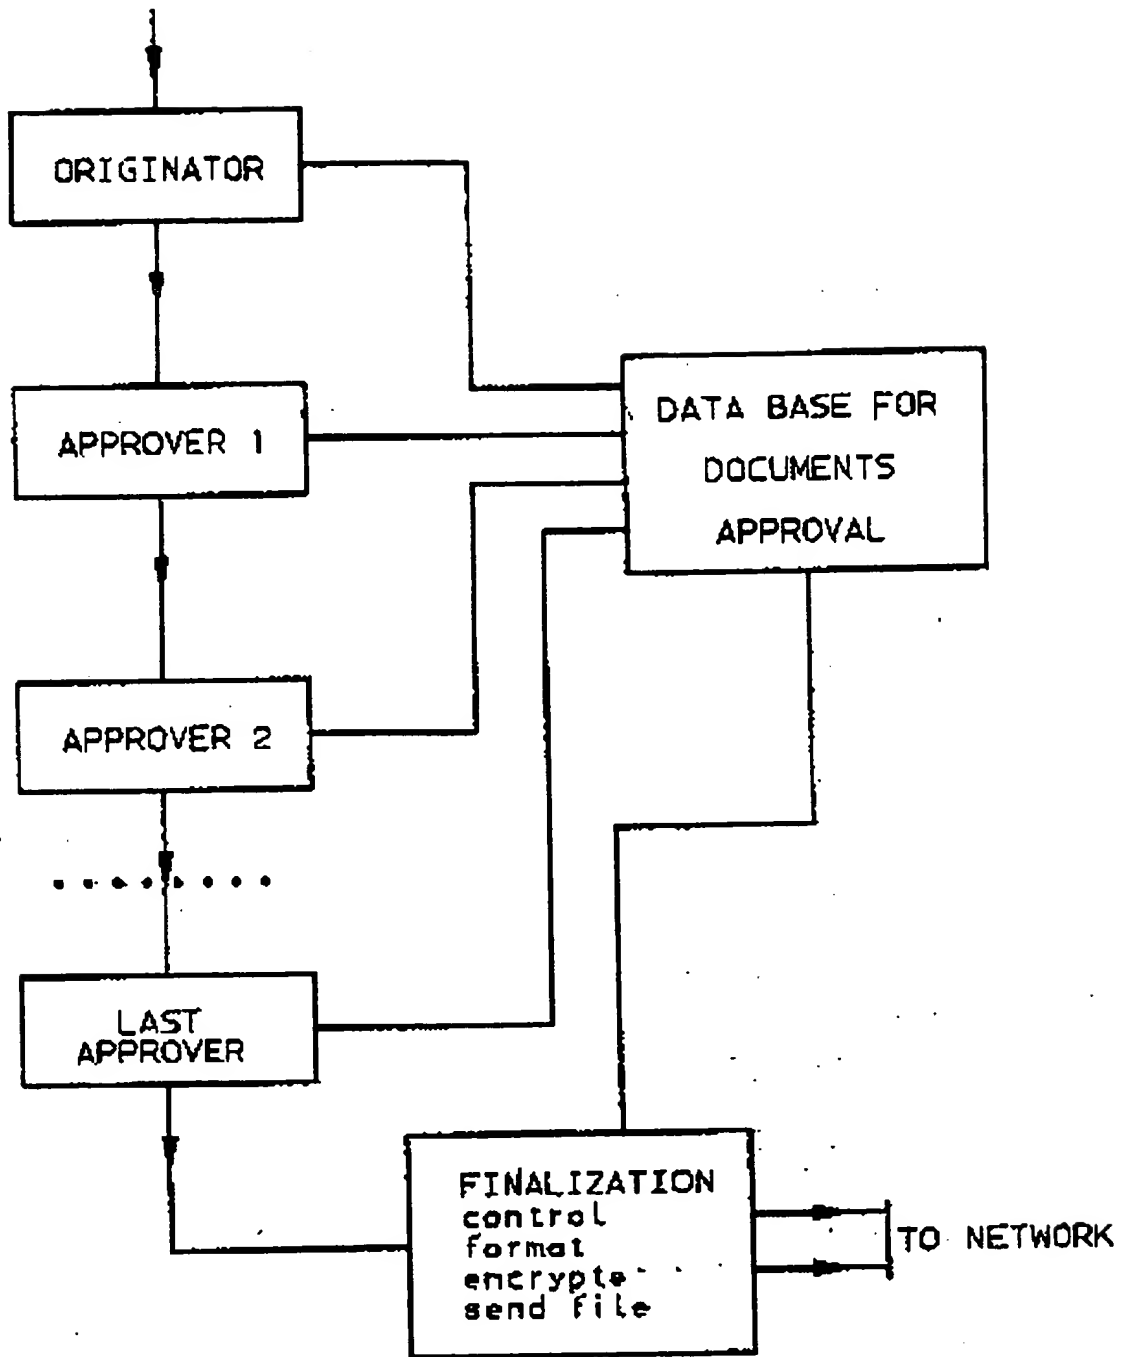 ORIGINATOR
APPROVER 1
DATA BASE FOR
DOCUMENTS
APPROVAL
APPROVER 2
LAST
APPROVER
FINALIZATION
control
format
encrypte
send file
TO NETWORK